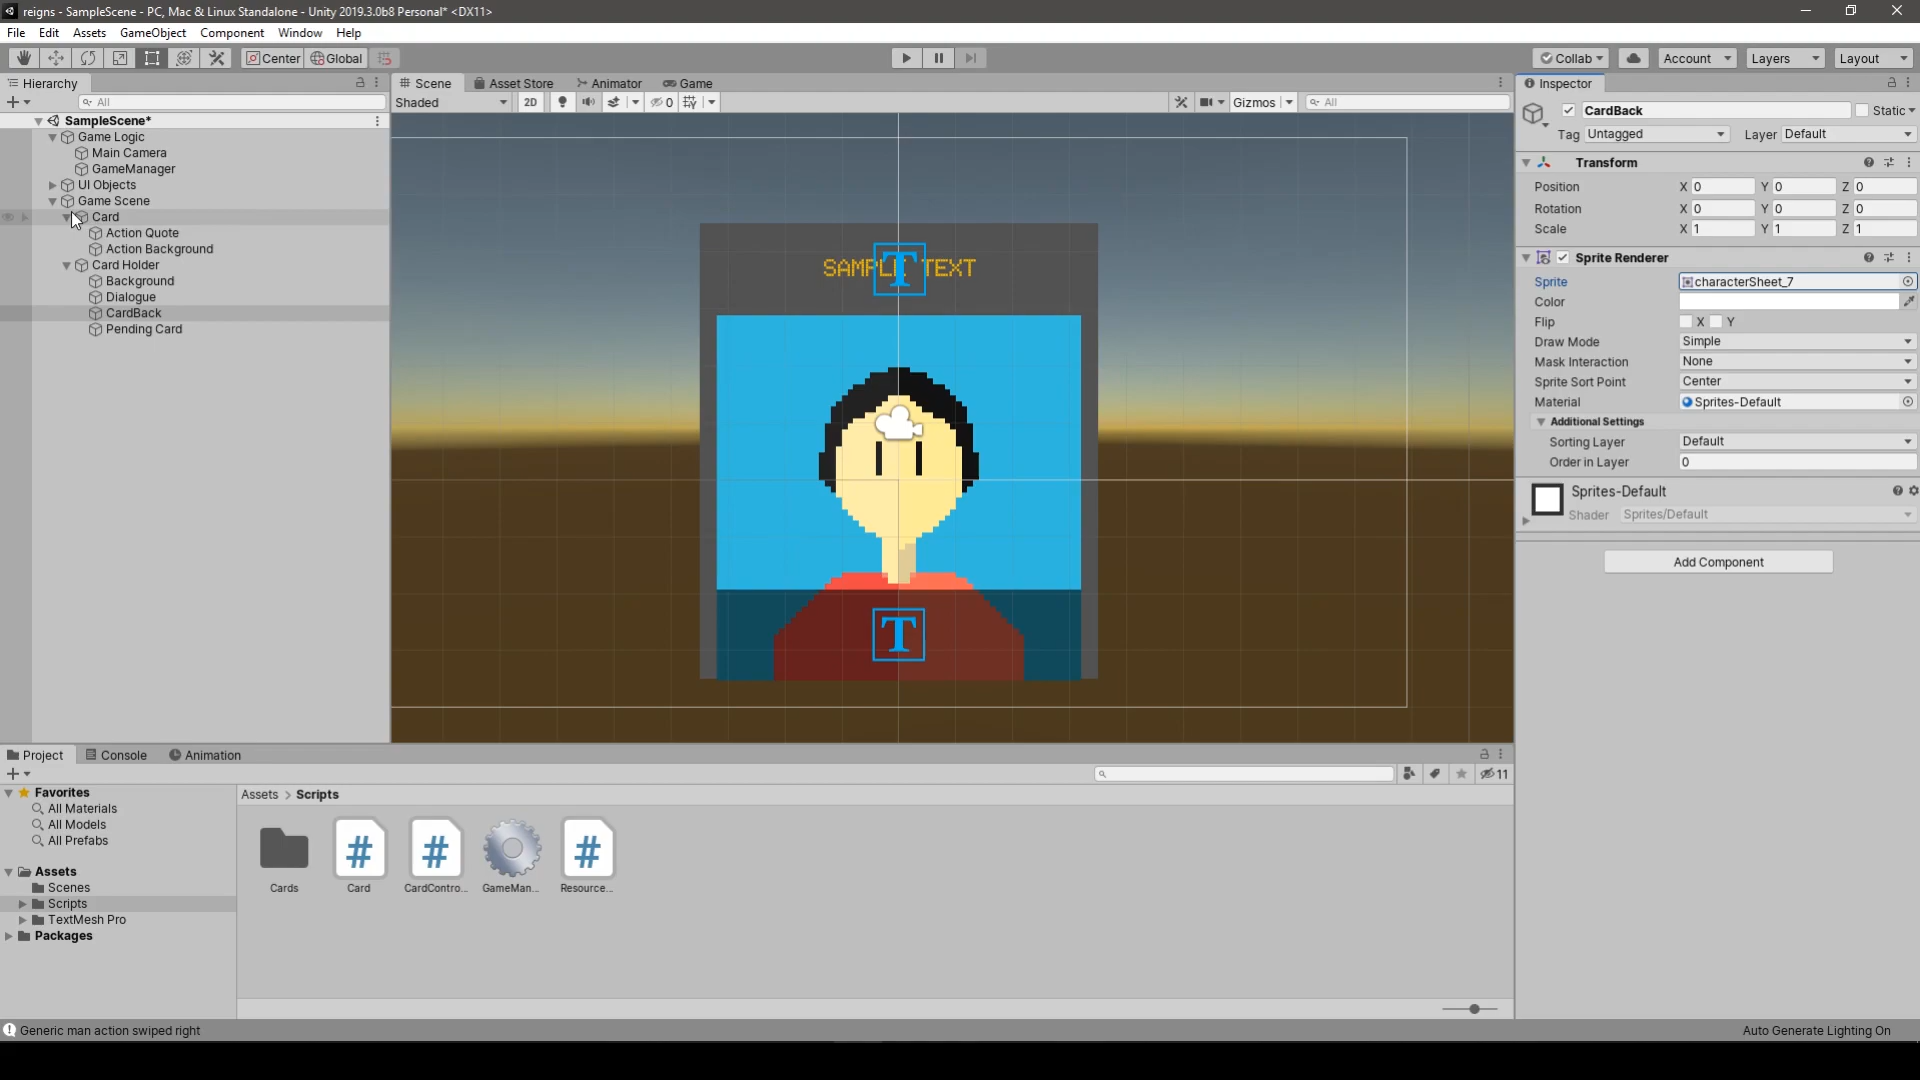 reigns - SampleScene - PC, Mac & Linux Standalone - Unity 2019.3.0b8 Personal* <DX11>
File Edit Assets GameObject Component Window Help
Center Global Collab Account Layers Layout
Hierarchy
All
SampleScene*
Game Logic
Main Camera
GameManager
UI Objects
Game Scene
Card
Action Quote
Action Background
Card Holder
Background
Dialogue
CardBack
Pending Card
Scene Asset Store Animator Game
Shaded 2D 0 Gizmos All
SAMPLE TEXT
T
T
Inspector
CardBack Static
Tag Untagged Layer Default
Transform
Position X 0 Y 0 Z 0
Rotation X 0 Y 0 Z 0
Scale X 1 Y 1 Z 1
Sprite Renderer
Sprite characterSheet_7
Color
Flip X Y
Draw Mode Simple
Mask Interaction None
Sprite Sort Point Center
Material Sprites-Default
Additional Settings
Sorting Layer Default
Order in Layer 0
Sprites-Default
Shader Sprites/Default
Add Component
Project Console Animation
11
Favorites
All Materials
All Models
All Prefabs
Assets
Scenes
Scripts
TextMesh Pro
Packages
Assets > Scripts
# # #
Cards Card CardContro... GameMan... Resource...
Generic man action swiped right
Auto Generate Lighting On